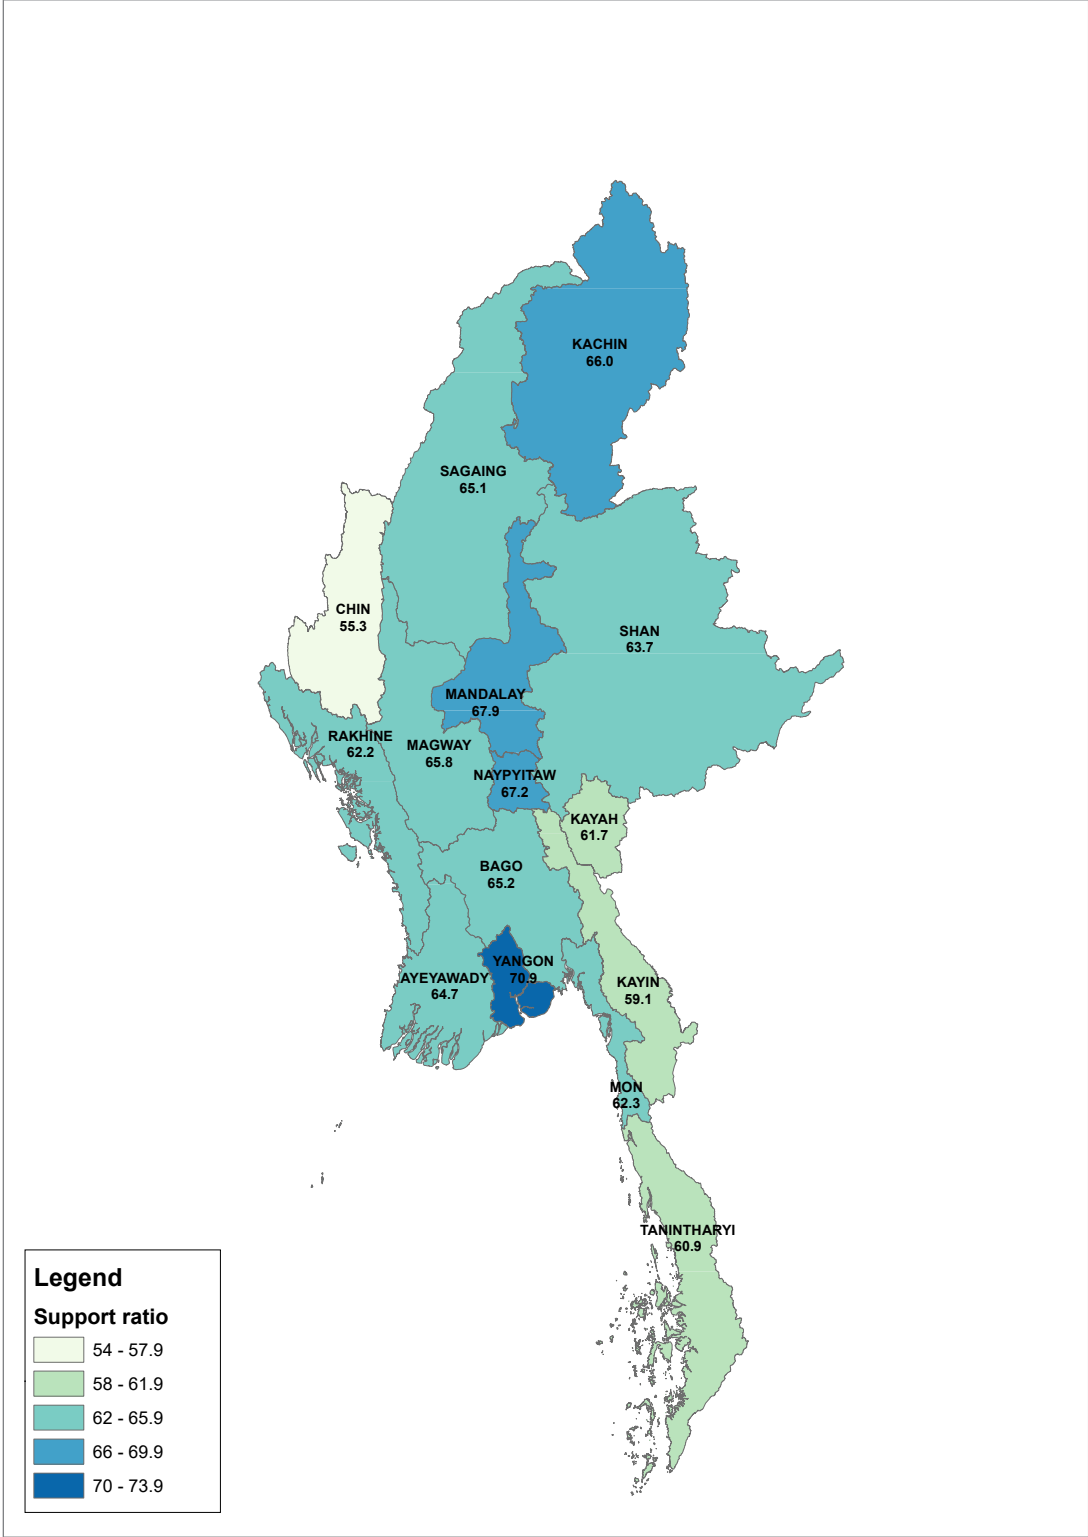 KACHIN
66.0
SAGAING
65.1
CHIN
55.3
SHAN
63.7
MANDALAY
67.9
RAKHINE
62.2
MAGWAY
65.8
NAYPYITAW
67.2
KAYAH
61.7
BAGO
65.2
YANGON
70.9
AYEYAWADY
64.7
KAYIN
59.1
MON
62.3
TANINTHARYI
60.9
Legend
Support ratio
54 - 57.9
58 - 61.9
62 - 65.9
66 - 69.9
70 - 73.9